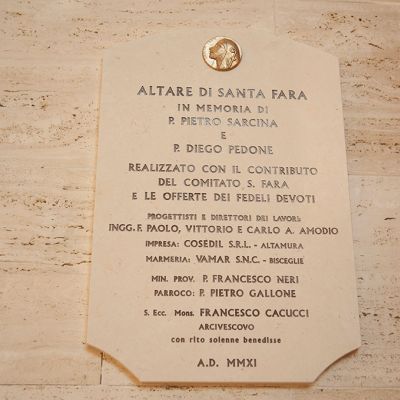 ALTARE DI SANTA FARA
IN MEMORIA DI
P. PIETRO SARCINA
E
P. DIEGO PEDONE
REALIZZATO CON IL CONTRIBUTO
DEL COMITATO S. FARA
E LE OFFERTE DEI FEDELI DEVOTI
PROGETTISTI E DIRETTORI DEI LAVORI:
INGG. F. PAOLO, VITTORIO E CARLO A. AMODIO
IMPRESA: COSEDIL S.R.L. - ALTAMURA
MARMERIA: VAMAR S.N.C. - BISCEGLIE
MIN. PROV. P. FRANCESCO NERI
PARROCO: P. PIETRO GALLONE
S. Ecc. Mons. FRANCESCO CACUCCI
ARCIVESCOVO
con rito solenne benedisse
A.D. MMXI